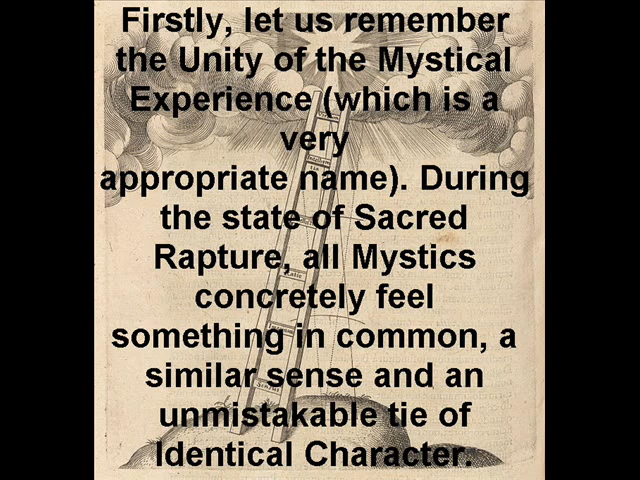 Firstly, let us remember
the Unity of the Mystical
Experience (which is a
very
appropriate name). During
the state of Sacred
Rapture, all Mystics
concretely feel
something in common, a
similar sense and an
unmistakable tie of
Identical Character.
Sensus